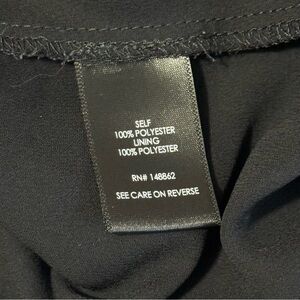 SELF
100% POLYESTER
LINING
100% POLYESTER
RN# 148862
SEE CARE ON REVERSE